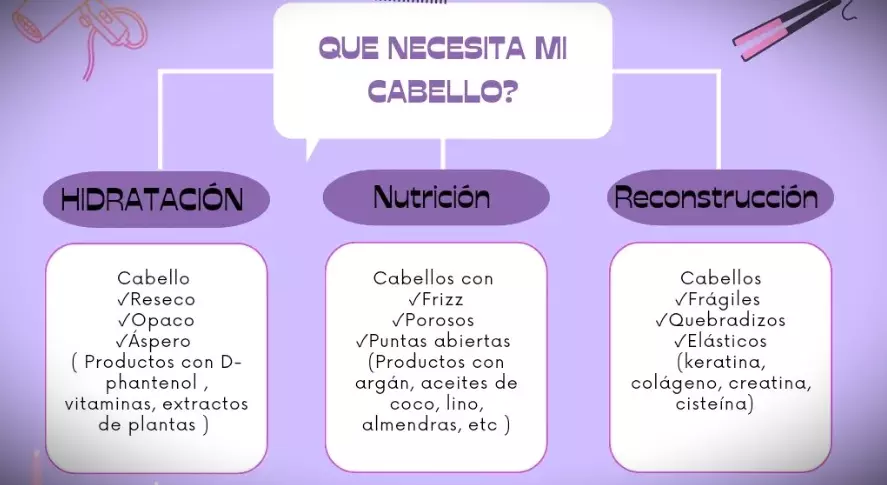 QUE NECESITA MI
CABELLO?
HIDRATACIÓN
Cabello
✓Reseco
✓Opaco
✓Áspero
( Productos con D-
phantenol ,
vitaminas, extractos
de plantas )
Nutrición
Cabellos con
✓Frizz
✓Porosos
✓Puntas abiertas
(Productos con
argán, aceites de
coco, lino,
almendras, etc )
Reconstrucción
Cabellos
✓Frágiles
✓Quebradizos
✓Elásticos
(keratina,
colágeno, creatina,
cisteína)